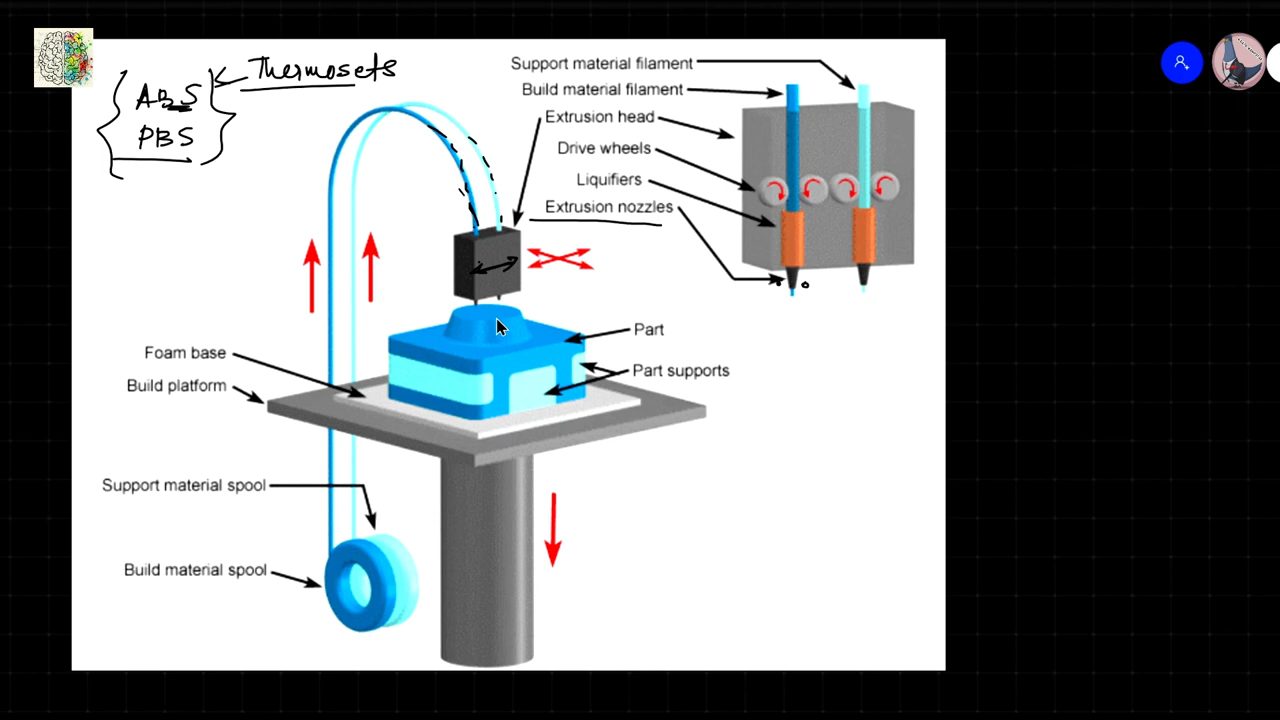 Thermosets
ABS
PBS
Support material filament
Build material filament
Extrusion head
Drive wheels
Liquifiers
Extrusion nozzles
Part
Part supports
Foam base
Build platform
Support material spool
Build material spool